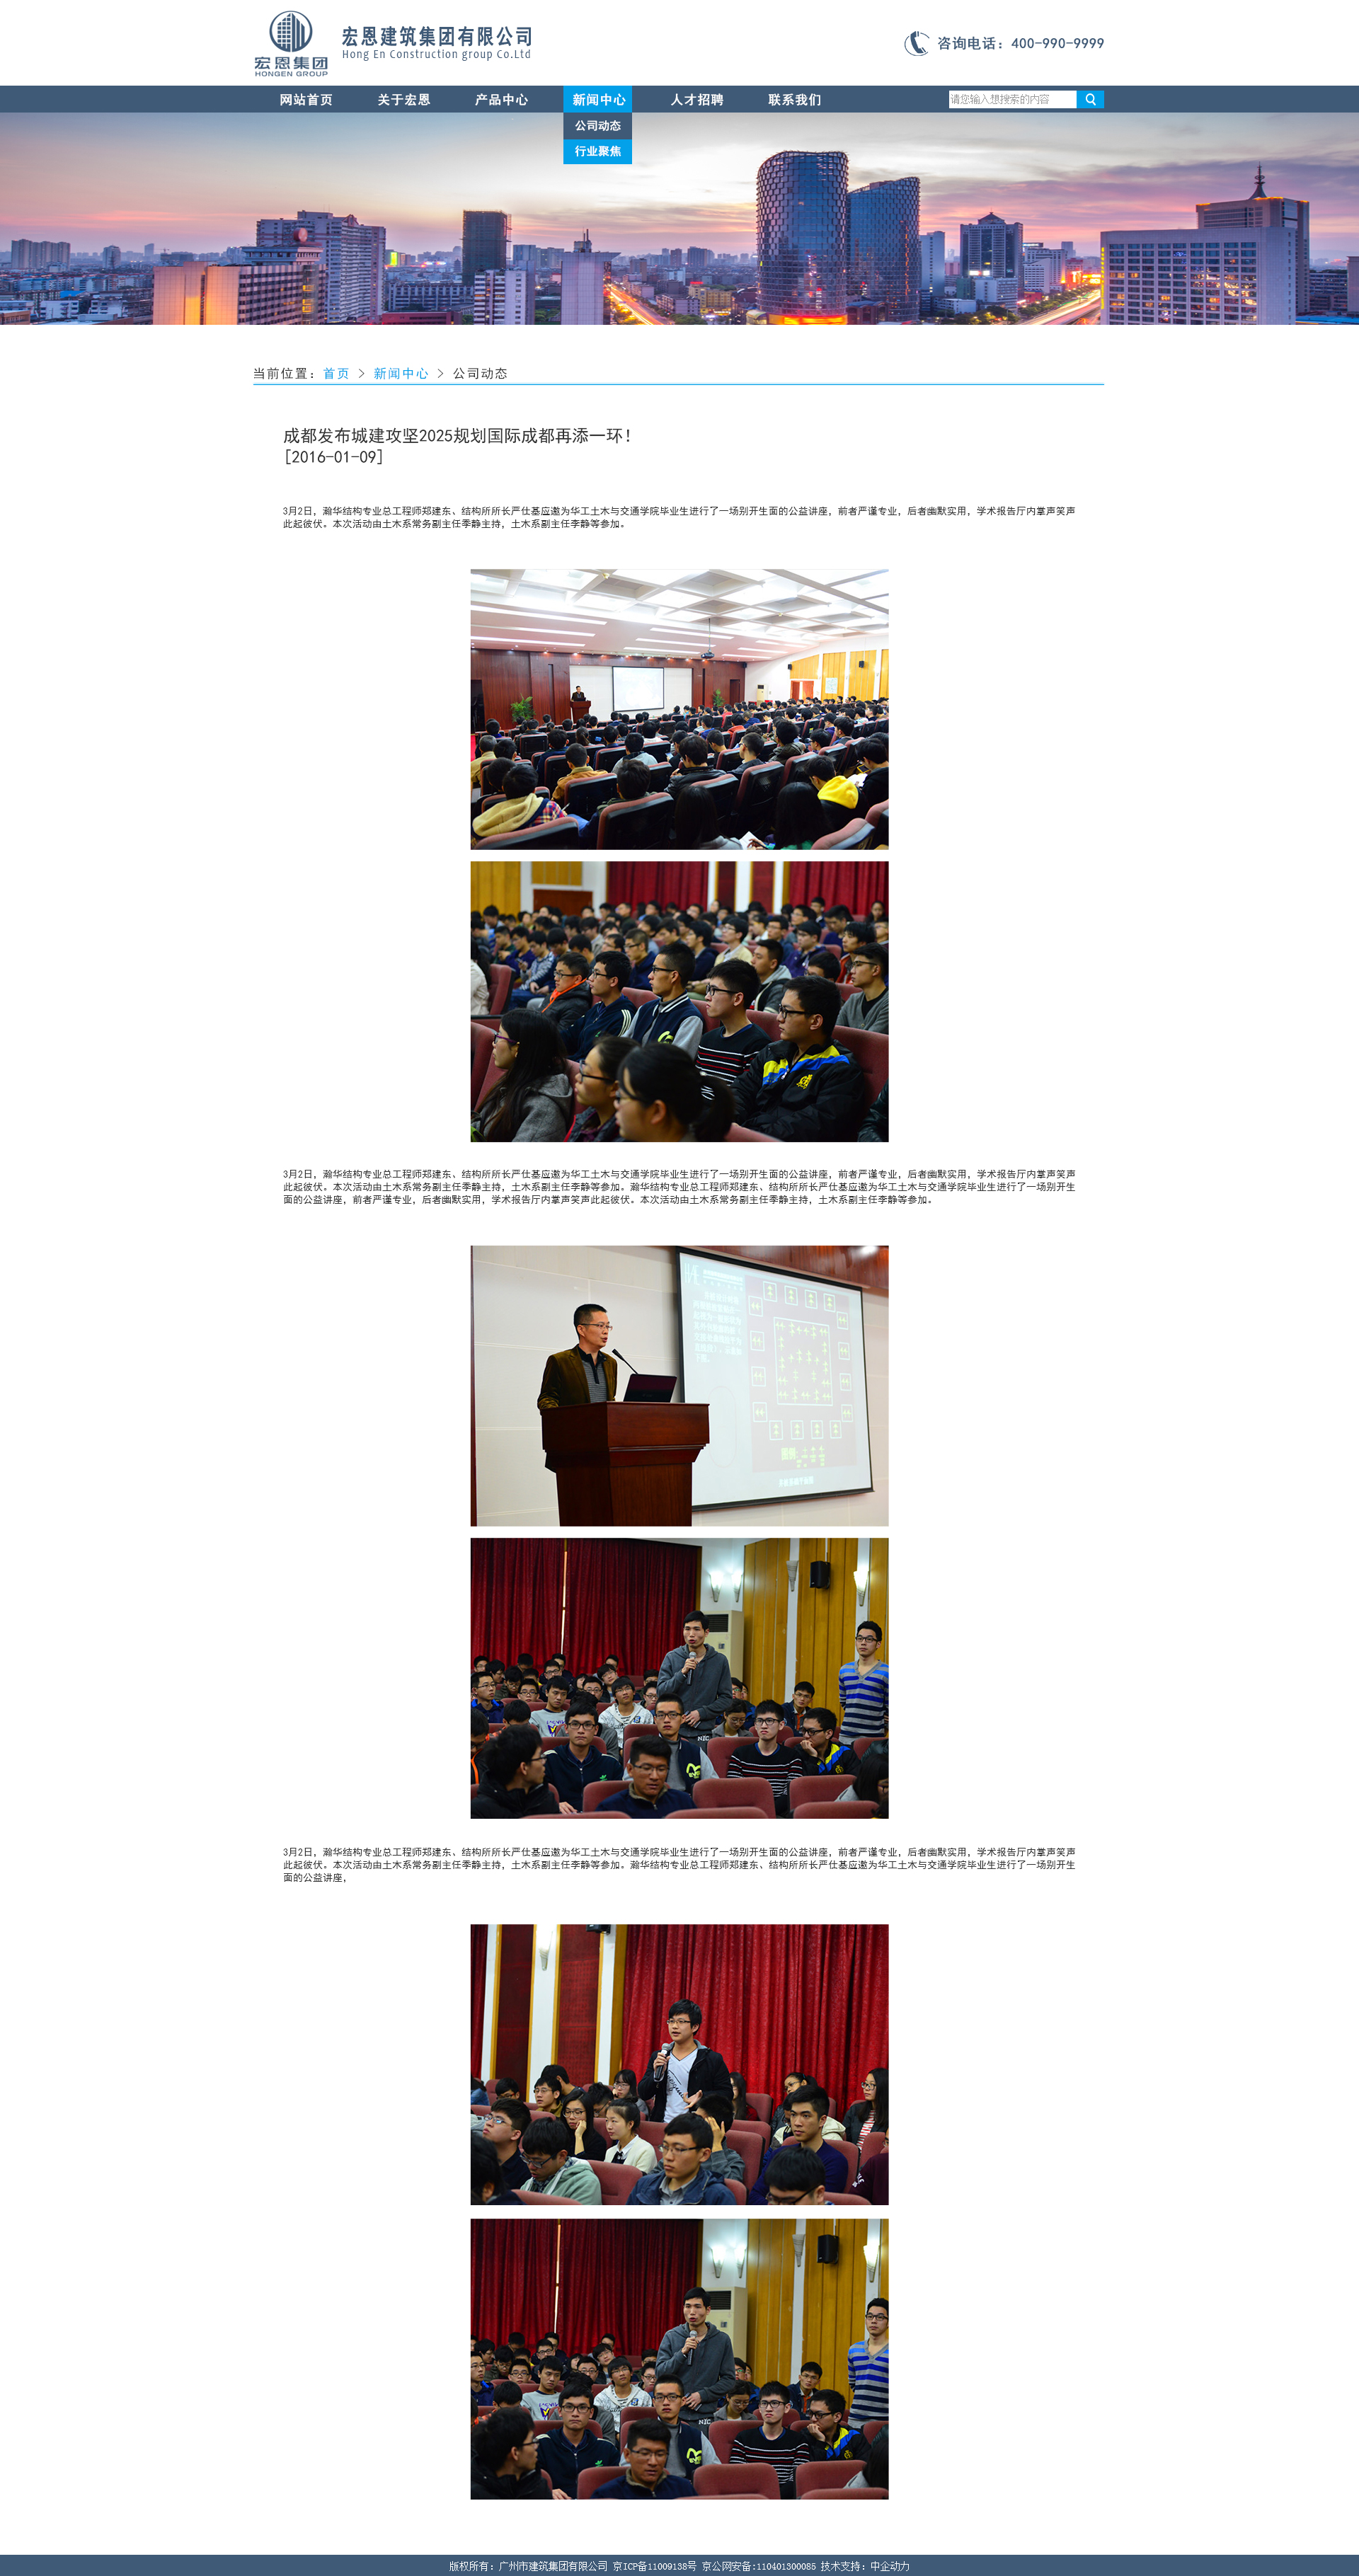 宏恩集团
HONGEN GROUP
宏恩建筑集团有限公司
Hong En Construction group Co.Ltd
咨询电话：400-990-9999
网站首页 关于宏恩 产品中心 新闻中心 人才招聘 联系我们
请您输入想搜索的内容
公司动态
行业聚焦
当前位置：首页 > 新闻中心 > 公司动态
成都发布城建攻坚2025规划国际成都再添一环！
[2016-01-09]
3月2日，瀚华结构专业总工程师郑建东、结构所所长严仕基应邀为华工土木与交通学院毕业生进行了一场别开生面的公益讲座，前者严谨专业，后者幽默实用，学术报告厅内掌声笑声
此起彼伏。本次活动由土木系常务副主任季静主持，土木系副主任李静等参加。
3月2日，瀚华结构专业总工程师郑建东、结构所所长严仕基应邀为华工土木与交通学院毕业生进行了一场别开生面的公益讲座，前者严谨专业，后者幽默实用，学术报告厅内掌声笑声
此起彼伏。本次活动由土木系常务副主任季静主持，土木系副主任李静等参加。瀚华结构专业总工程师郑建东、结构所所长严仕基应邀为华工土木与交通学院毕业生进行了一场别开生
面的公益讲座，前者严谨专业，后者幽默实用，学术报告厅内掌声笑声此起彼伏。本次活动由土木系常务副主任季静主持，土木系副主任李静等参加。
NZC
3月2日，瀚华结构专业总工程师郑建东、结构所所长严仕基应邀为华工土木与交通学院毕业生进行了一场别开生面的公益讲座，前者严谨专业，后者幽默实用，学术报告厅内掌声笑声
此起彼伏。本次活动由土木系常务副主任季静主持，土木系副主任李静等参加。瀚华结构专业总工程师郑建东、结构所所长严仕基应邀为华工土木与交通学院毕业生进行了一场别开生
面的公益讲座，
NZC
版权所有：广州市建筑集团有限公司 京ICP备11009138号 京公网安备:110401300085 技术支持：中企动力